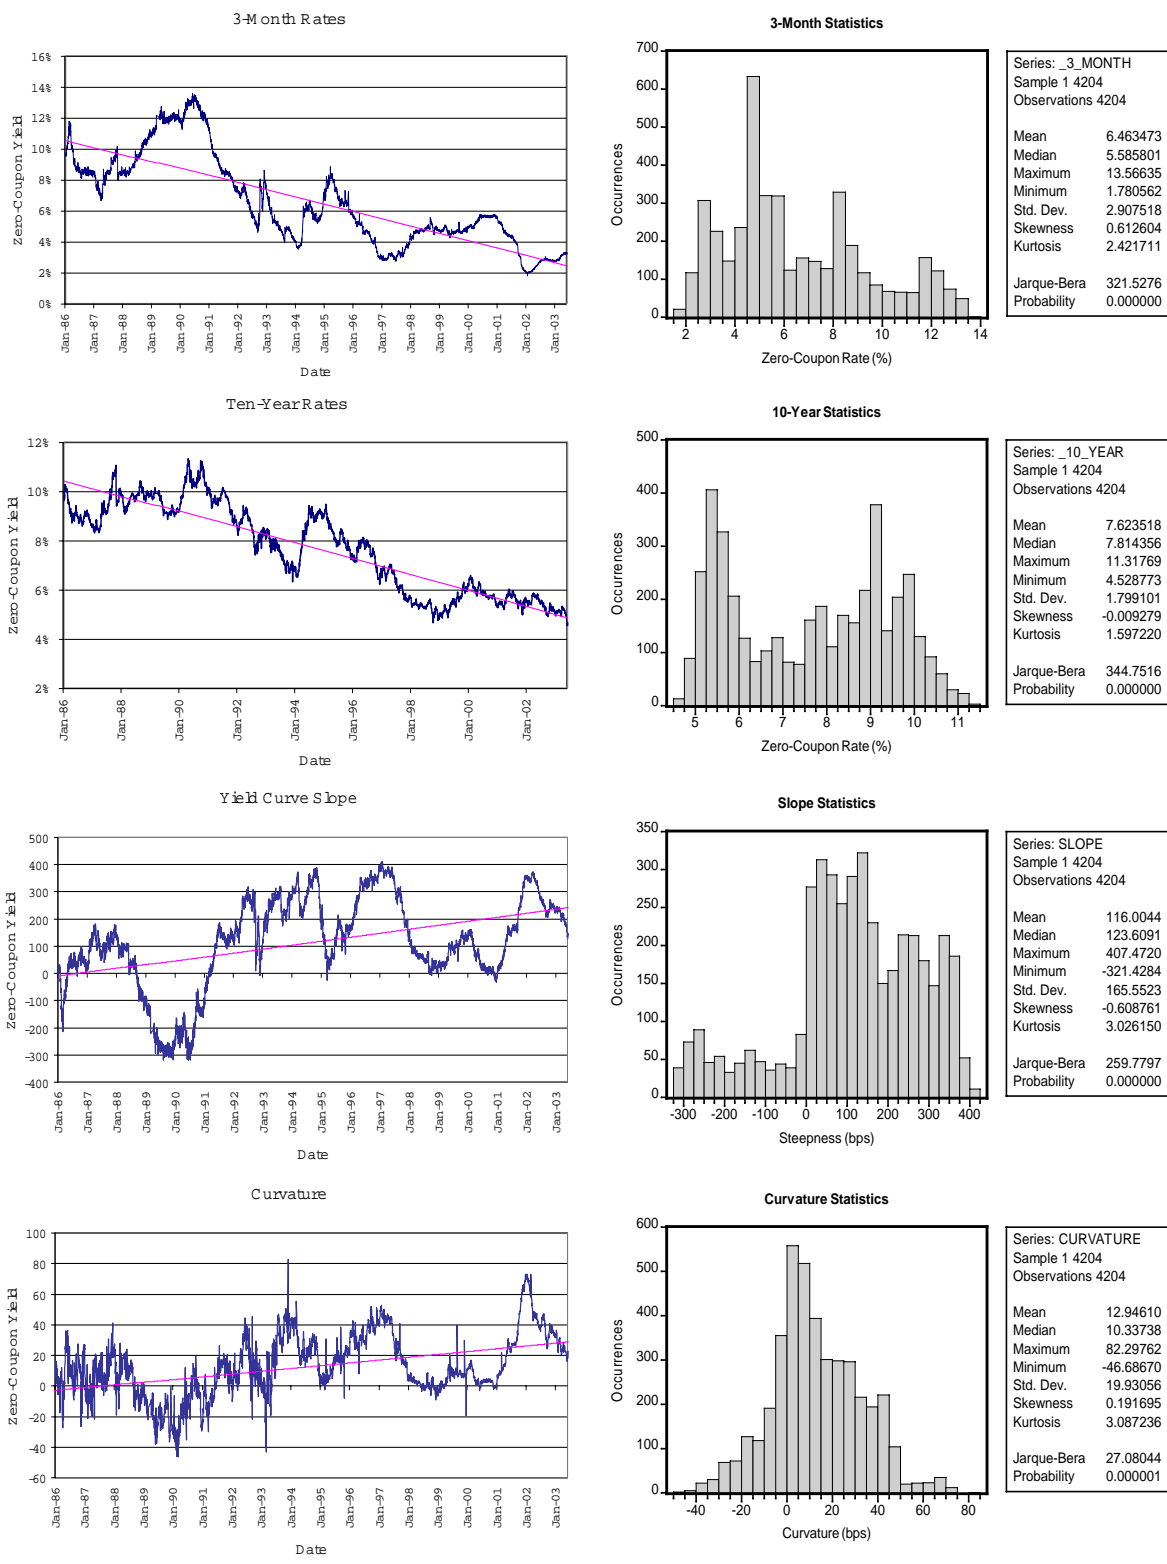 3-Month Rates
Zero-Coupon Yield
16%
14%
12%
10%
8%
6%
4%
2%
0%
Jan-86
Jan-87
Jan-88
Jan-89
Jan-90
Jan-91
Jan-92
Jan-93
Jan-94
Jan-95
Jan-96
Jan-97
Jan-98
Jan-99
Jan-00
Jan-01
Jan-02
Jan-03
Date
3-Month Statistics
Occurrences
700
600
500
400
300
200
100
0
2 4 6 8 10 12 14
Zero-Coupon Rate (%)
Series: _3_MONTH
Sample 1 4204
Observations 4204
Mean 6.463473
Median 5.585801
Maximum 13.56635
Minimum 1.780562
Std. Dev. 2.907518
Skewness 0.612604
Kurtosis 2.421711
Jarque-Bera 321.5276
Probability 0.000000
Ten-Year Rates
Zero-Coupon Yield
12%
10%
8%
6%
4%
2%
Jan-86
Jan-88
Jan-90
Jan-92
Jan-94
Jan-96
Jan-98
Jan-00
Jan-02
Date
10-Year Statistics
Occurrences
500
400
300
200
100
0
5 6 7 8 9 10 11
Zero-Coupon Rate (%)
Series: _10_YEAR
Sample 1 4204
Observations 4204
Mean 7.623518
Median 7.814356
Maximum 11.31769
Minimum 4.528773
Std. Dev. 1.799101
Skewness -0.009279
Kurtosis 1.597220
Jarque-Bera 344.7516
Probability 0.000000
Yield Curve Slope
Zero-Coupon Yield
500
400
300
200
100
0
-100
-200
-300
-400
Jan-86
Jan-87
Jan-88
Jan-89
Jan-90
Jan-91
Jan-92
Jan-93
Jan-94
Jan-95
Jan-96
Jan-97
Jan-98
Jan-99
Jan-00
Jan-01
Jan-02
Jan-03
Date
Slope Statistics
Occurrences
350
300
250
200
150
100
50
0
-300 -200 -100 0 100 200 300 400
Steepness (bps)
Series: SLOPE
Sample 1 4204
Observations 4204
Mean 116.0044
Median 123.6091
Maximum 407.4720
Minimum -321.4284
Std. Dev. 165.5523
Skewness -0.608761
Kurtosis 3.026150
Jarque-Bera 259.7797
Probability 0.000000
Curvature
Zero-Coupon Yield
100
80
60
40
20
0
-20
-40
-60
Jan-86
Jan-87
Jan-88
Jan-89
Jan-90
Jan-91
Jan-92
Jan-93
Jan-94
Jan-95
Jan-96
Jan-97
Jan-98
Jan-99
Jan-00
Jan-01
Jan-02
Jan-03
Date
Curvature Statistics
Occurrences
600
500
400
300
200
100
0
-40 -20 0 20 40 60 80
Curvature (bps)
Series: CURVATURE
Sample 1 4204
Observations 4204
Mean 12.94610
Median 10.33738
Maximum 82.29762
Minimum -46.68670
Std. Dev. 19.93056
Skewness 0.191695
Kurtosis 3.087236
Jarque-Bera 27.08044
Probability 0.000001